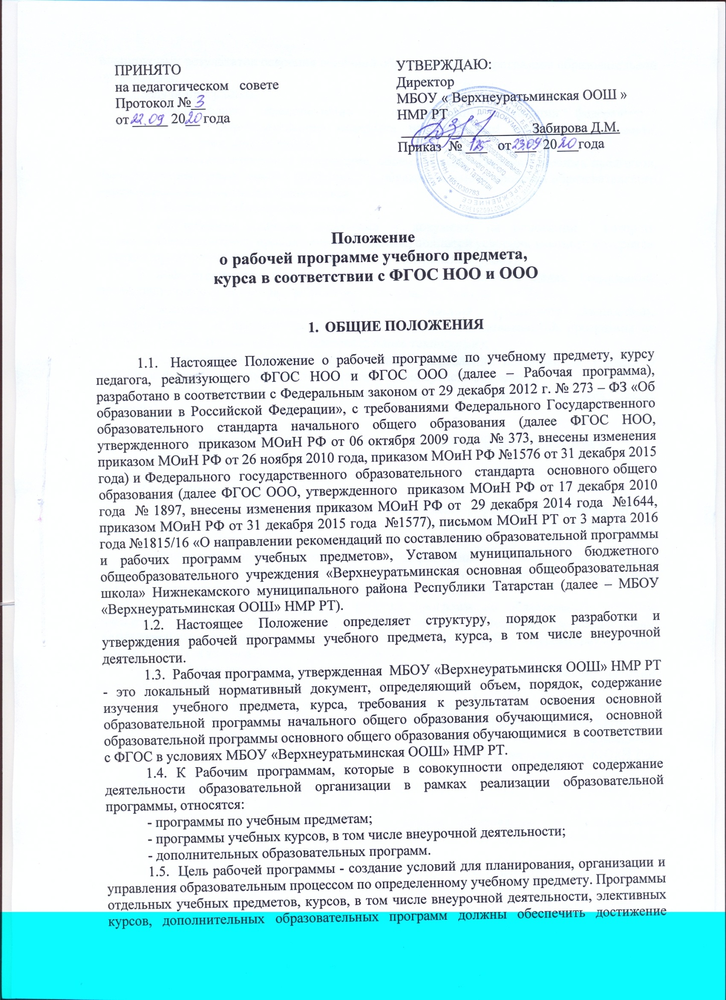 ПРИНЯТО
на педагогическом совете
Протокол № 3
от 22.09 2020 года
УТВЕРЖДАЮ:
Директор
МБОУ « Верхнеуратьминская ООШ »
НМР РТ
Забирова Д.М.
Приказ № 125 от 23.09 2020 года
ДЛЯ ДОКУМЕН
ИНН 1651030783
Республики Татарстан
Положение
о рабочей программе учебного предмета,
курса в соответствии с ФГОС НОО и ООО
1. ОБЩИЕ ПОЛОЖЕНИЯ
1.1. Настоящее Положение о рабочей программе по учебному предмету, курсу
педагога, реализующего ФГОС НОО и ФГОС ООО (далее – Рабочая программа),
разработано в соответствии с Федеральным законом от 29 декабря 2012 г. № 273 – ФЗ «Об
образовании в Российской Федерации», с требованиями Федерального Государственного
образовательного стандарта начального общего образования (далее ФГОС НОО,
утвержденного приказом МОиН РФ от 06 октября 2009 года № 373, внесены изменения
приказом МОиН РФ от 26 ноября 2010 года, приказом МОиН РФ №1576 от 31 декабря 2015
года) и Федерального государственного образовательного стандарта основного общего
образования (далее ФГОС ООО, утвержденного приказом МОиН РФ от 17 декабря 2010
года № 1897, внесены изменения приказом МОиН РФ от 29 декабря 2014 года №1644,
приказом МОиН РФ от 31 декабря 2015 года №1577), письмом МОиН РТ от 3 марта 2016
года №1815/16 «О направлении рекомендаций по составлению образовательной программы
и рабочих программ учебных предметов», Уставом муниципального бюджетного
общеобразовательного учреждения «Верхнеуратьминская основная общеобразовательная
школа» Нижнекамского муниципального района Республики Татарстан (далее – МБОУ
«Верхнеуратьминская ООШ» НМР РТ).
1.2. Настоящее Положение определяет структуру, порядок разработки и
утверждения рабочей программы учебного предмета, курса, в том числе внеурочной
деятельности.
1.3. Рабочая программа, утвержденная МБОУ «Верхнеуратьминскя ООШ» НМР РТ
- это локальный нормативный документ, определяющий объем, порядок, содержание
изучения учебного предмета, курса, требования к результатам освоения основной
образовательной программы начального общего образования обучающимися, основной
образовательной программы основного общего образования обучающимися в соответствии
с ФГОС в условиях МБОУ «Верхнеуратьминская ООШ» НМР РТ.
1.4. К Рабочим программам, которые в совокупности определяют содержание
деятельности образовательной организации в рамках реализации образовательной
программы, относятся:
- программы по учебным предметам;
- программы учебных курсов, в том числе внеурочной деятельности;
- дополнительных образовательных программ.
1.5. Цель рабочей программы - создание условий для планирования, организации и
управления образовательным процессом по определенному учебному предмету. Программы
отдельных учебных предметов, курсов, в том числе внеурочной деятельности, элективных
курсов, дополнительных образовательных программ должны обеспечить достижение